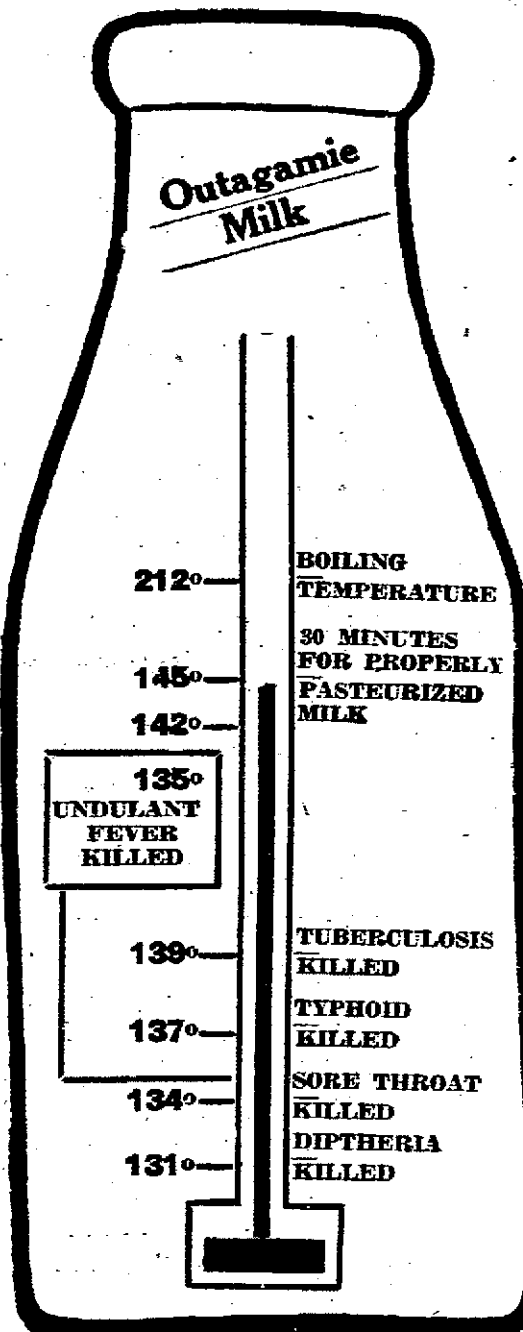 Outagamie
Milk
212° BOILING
TEMPERATURE
30 MINUTES
FOR PROPERLY
145° PASTEURIZED
142° MILK
135°
UNDULANT
FEVER
KILLED
139° TUBERCULOSIS
KILLED
137° TYPHOID
KILLED
134° SORE THROAT
KILLED
131° DIPTHERIA
KILLED